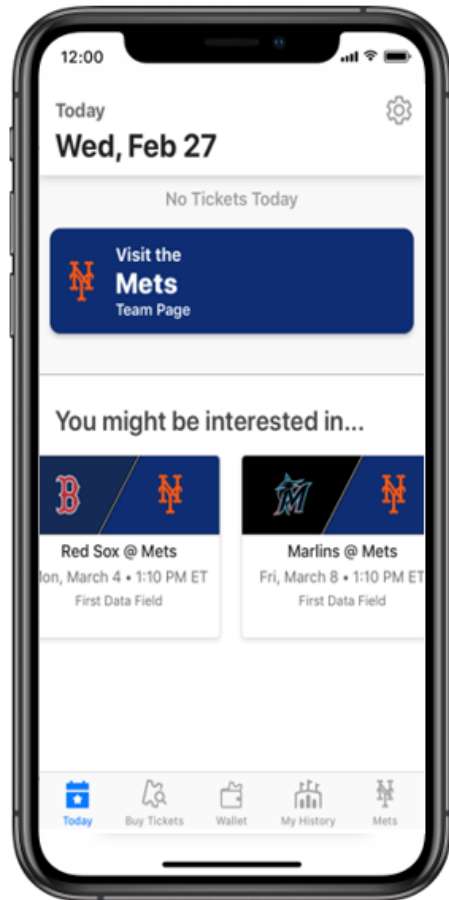 12:00
Today
Wed, Feb 27
No Tickets Today
Visit the
Mets
Team Page
You might be interested in...
Red Sox @ Mets
on, March 4 • 1:10 PM ET
First Data Field
Marlins @ Mets
Fri, March 8 • 1:10 PM ET
First Data Field
Today
Buy Tickets
Wallet
My History
Mets